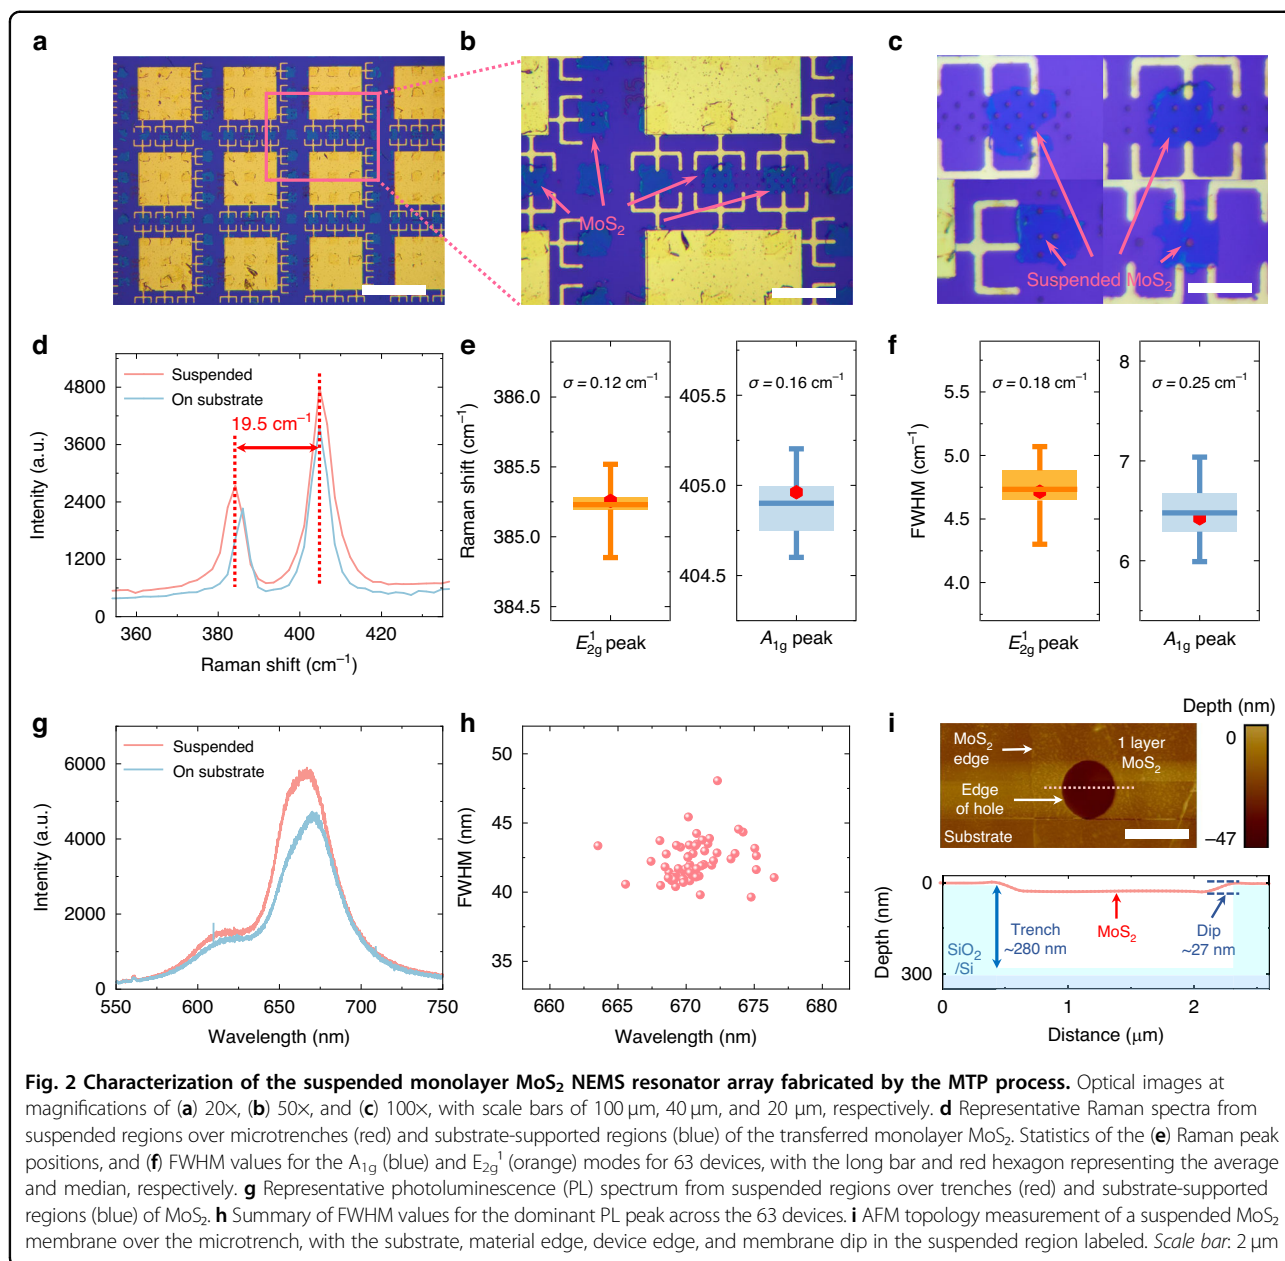 a
b
c
MoS2
Suspended MoS2
d
Suspended
On substrate
19.5 cm⁻¹
4800
3600
2400
1200
0
Intenity (a.u.)
360 380 400 420
Raman shift (cm⁻¹)
e
σ = 0.12 cm⁻¹
σ = 0.16 cm⁻¹
386.0
385.5
385.0
384.5
405.5
405.0
404.5
Raman shift (cm⁻¹)
E¹2g peak
A1g peak
f
σ = 0.18 cm⁻¹
σ = 0.25 cm⁻¹
5.5
5.0
4.5
4.0
8
7
6
FWHM (cm⁻¹)
E¹2g peak
A1g peak
g
Suspended
On substrate
6000
4000
2000
0
Intenity (a.u.)
550 600 650 700 750
Wavelength (nm)
h
50
45
40
35
FWHM (nm)
660 665 670 675 680
Wavelength (nm)
i
Depth (nm)
0
−47
MoS2
edge
1 layer
MoS2
Edge
of hole
Substrate
0
300
Depth (nm)
Trench
~280 nm
SiO2
/Si
MoS2
Dip
~27 nm
0 1 2
Distance (μm)
Fig. 2 Characterization of the suspended monolayer MoS2 NEMS resonator array fabricated by the MTP process. Optical images at
magnifications of (a) 20×, (b) 50×, and (c) 100×, with scale bars of 100 μm, 40 μm, and 20 μm, respectively. d Representative Raman spectra from
suspended regions over microtrenches (red) and substrate-supported regions (blue) of the transferred monolayer MoS2. Statistics of the (e) Raman peak
positions, and (f) FWHM values for the A1g (blue) and E2g¹ (orange) modes for 63 devices, with the long bar and red hexagon representing the average
and median, respectively. g Representative photoluminescence (PL) spectrum from suspended regions over trenches (red) and substrate-supported
regions (blue) of MoS2. h Summary of FWHM values for the dominant PL peak across the 63 devices. i AFM topology measurement of a suspended MoS2
membrane over the microtrench, with the substrate, material edge, device edge, and membrane dip in the suspended region labeled. Scale bar: 2 μm